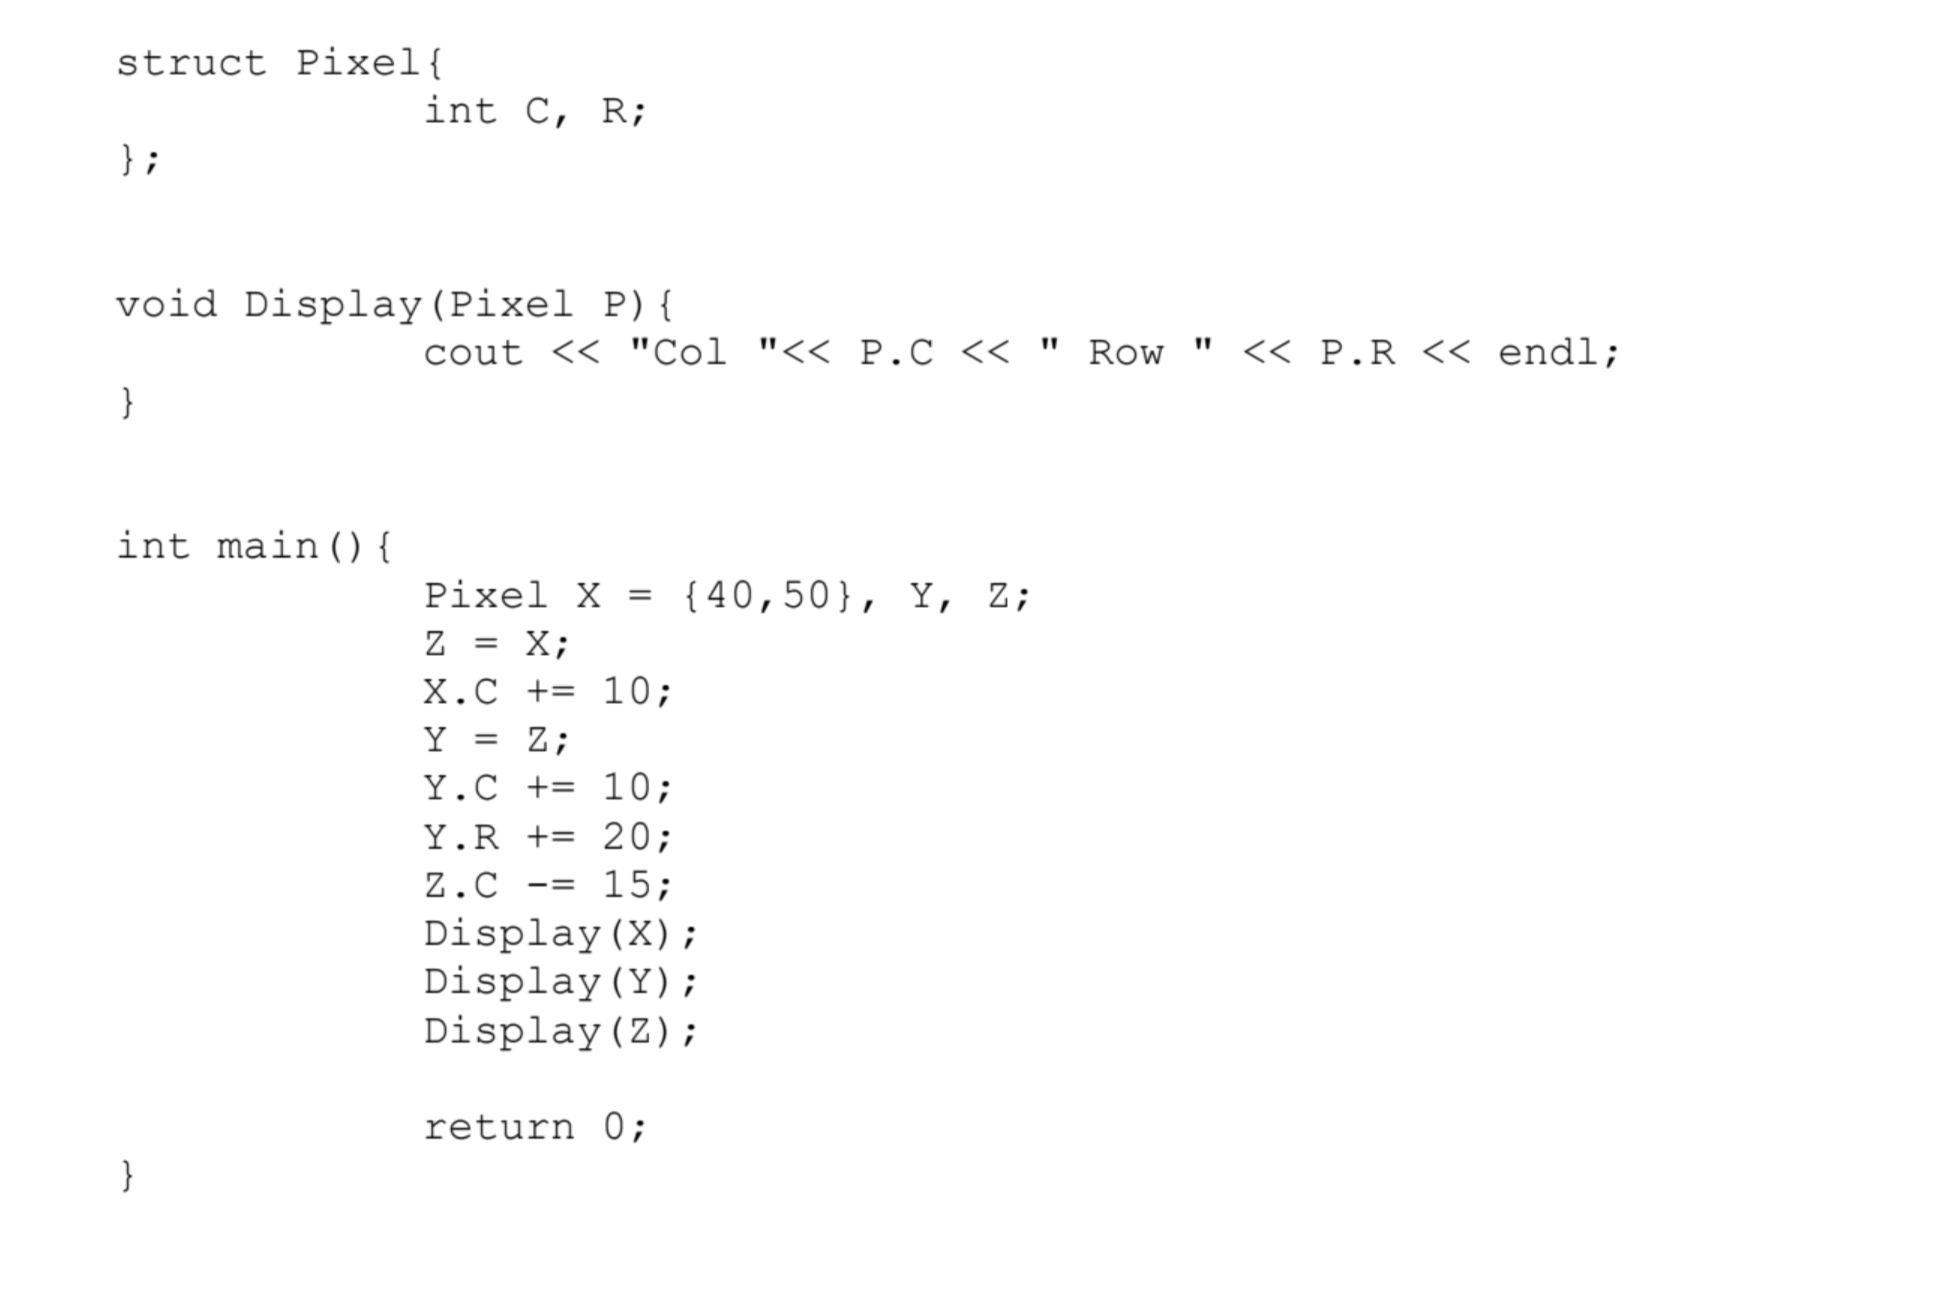 struct Pixel{
int C, R;
};
void Display(Pixel P){
cout << "Col "<< P.C << " Row " << P.R << endl;
}
int main(){
Pixel X = {40,50}, Y, Z;
Z = X;
X.C += 10;
Y = Z;
Y.C += 10;
Y.R += 20;
Z.C -= 15;
Display(X);
Display(Y);
Display(Z);
return 0;
}